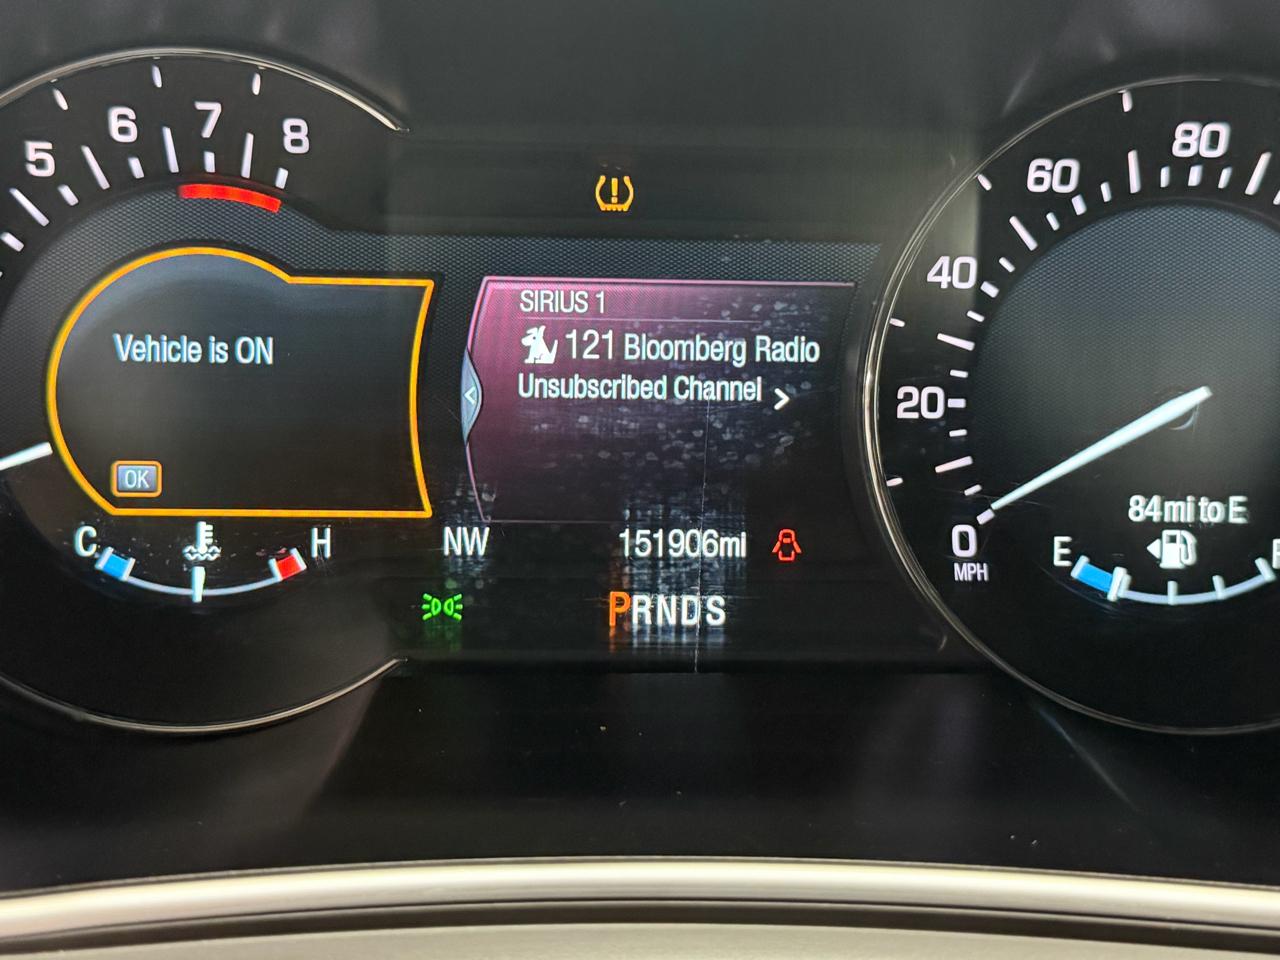 5 6 7 8
Vehicle is ON
OK
C H
SIRIUS 1
121 Bloomberg Radio
Unsubscribed Channel
NW
151906mi
PRNDS
0 20 40 60 80
MPH
84mi to E
E